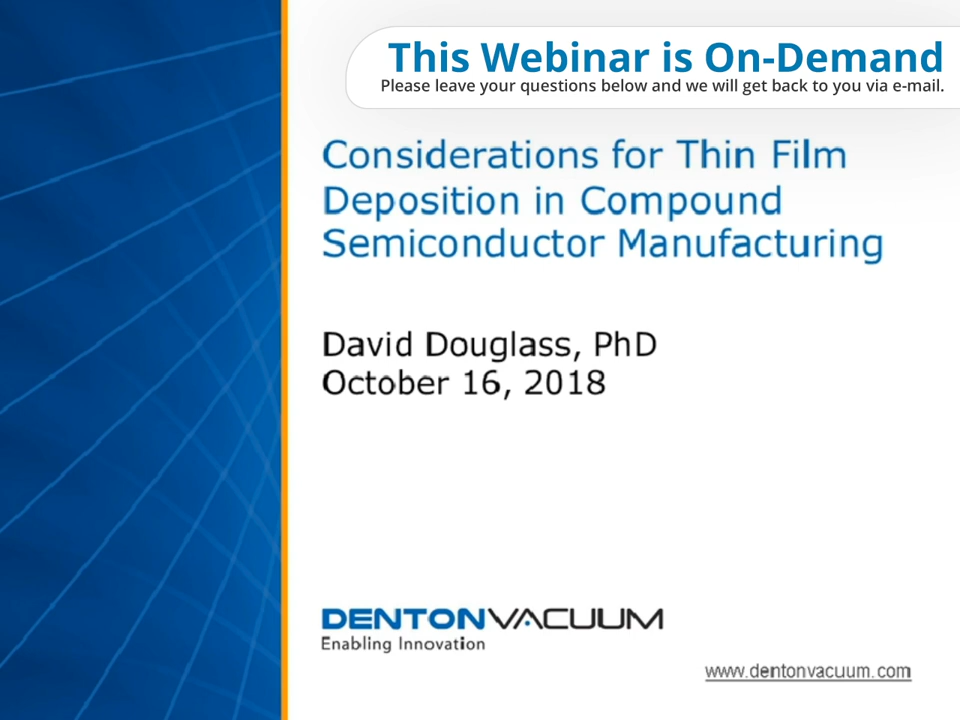 This Webinar is On-Demand
Please leave your questions below and we will get back to you via e-mail.
Considerations for Thin Film
Deposition in Compound
Semiconductor Manufacturing
David Douglass, PhD
October 16, 2018
DENTONVACUUM
Enabling Innovation
www.dentonvacuum.com